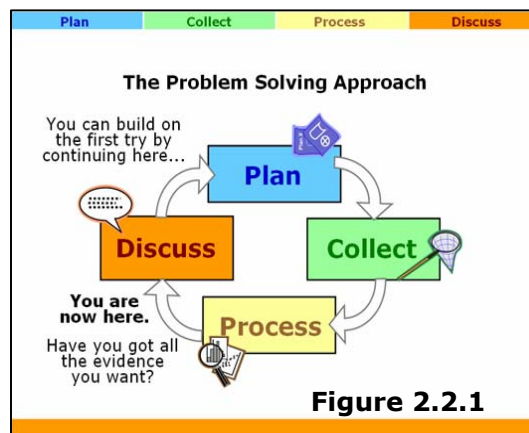 Plan Collect Process Discuss
The Problem Solving Approach
You can build on
the first try by
continuing here...
Plan
Discuss
Collect
You are
now here.
Process
Have you got all
the evidence
you want?
Figure 2.2.1